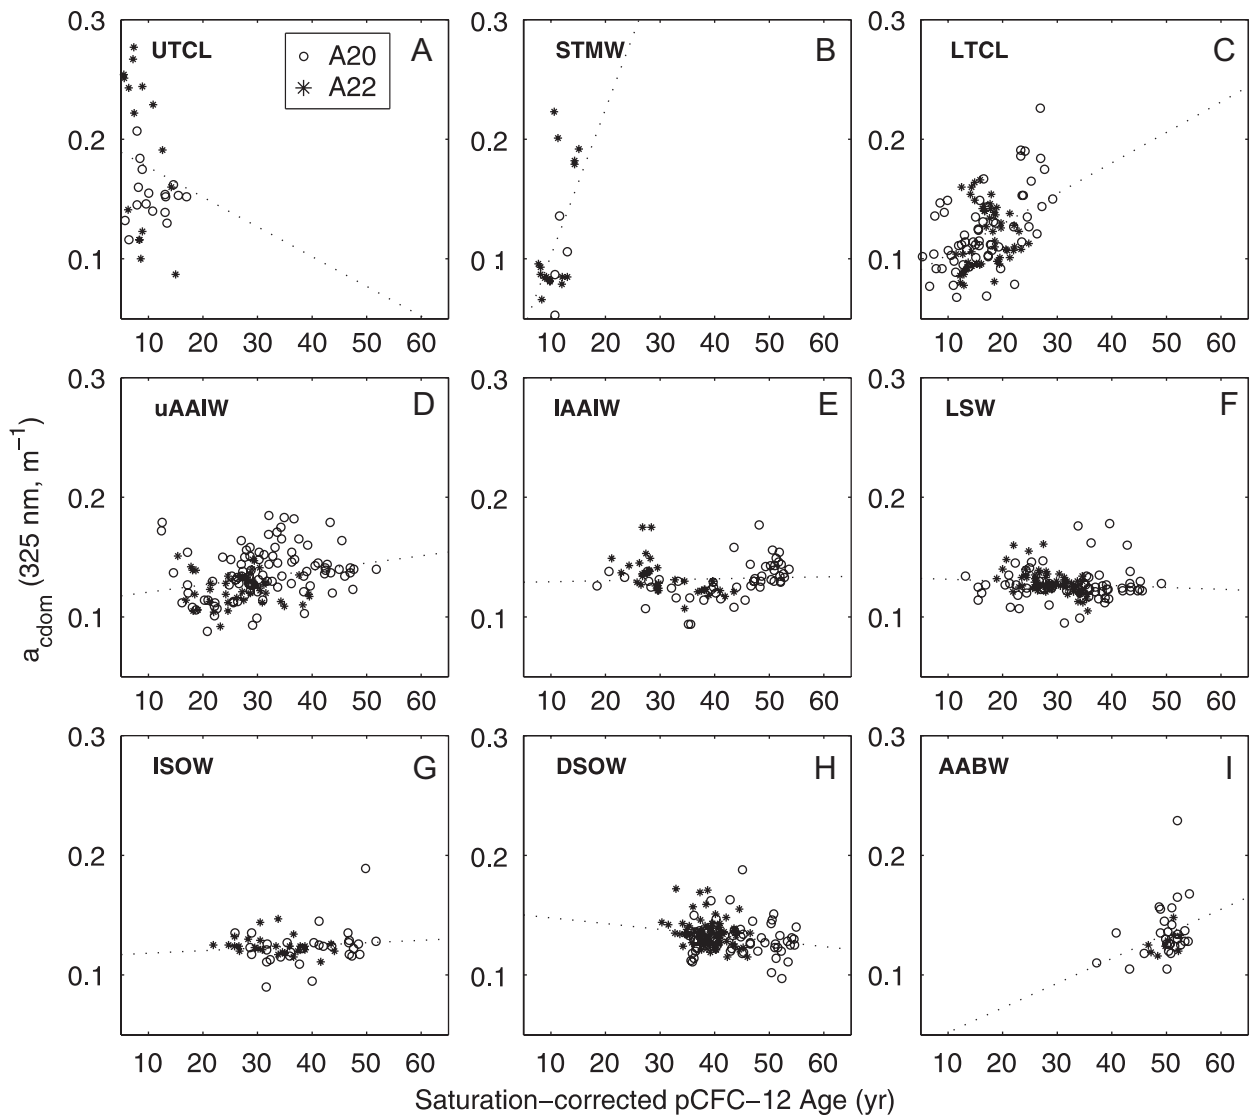 0.3
UTCL
A20
A22
A
STMW
B
LTCL
C
0.2
0.1
10 20 30 40 50 60
0.3
0.2
0.1
10 20 30 40 50 60
0.3
0.2
0.1
10 20 30 40 50 60
0.3
uAAIW
D
lAAIW
E
LSW
F
0.2
0.1
10 20 30 40 50 60
0.3
0.2
0.1
10 20 30 40 50 60
0.3
0.2
0.1
10 20 30 40 50 60
a_cdom (325 nm, m⁻¹)
0.3
ISOW
G
DSOW
H
AABW
I
0.2
0.1
10 20 30 40 50 60
0.3
0.2
0.1
10 20 30 40 50 60
0.3
0.2
0.1
10 20 30 40 50 60
Saturation−corrected pCFC−12 Age (yr)